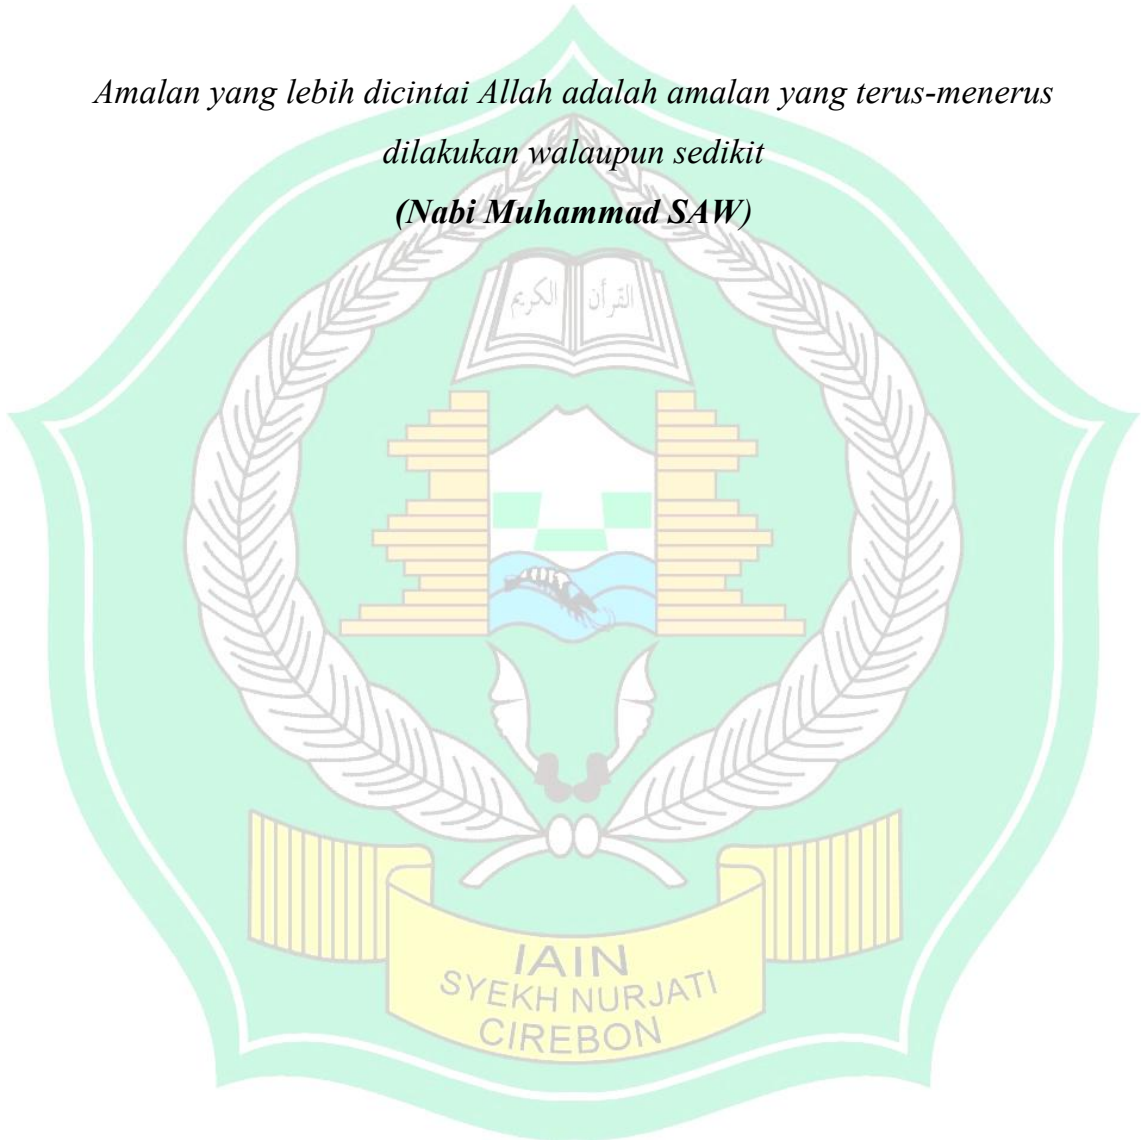 Amalan yang lebih dicintai Allah adalah amalan yang terus-menerus
dilakukan walaupun sedikit
(Nabi Muhammad SAW)
القرآن الكريم
IAIN
SYEKH NURJATI
CIREBON